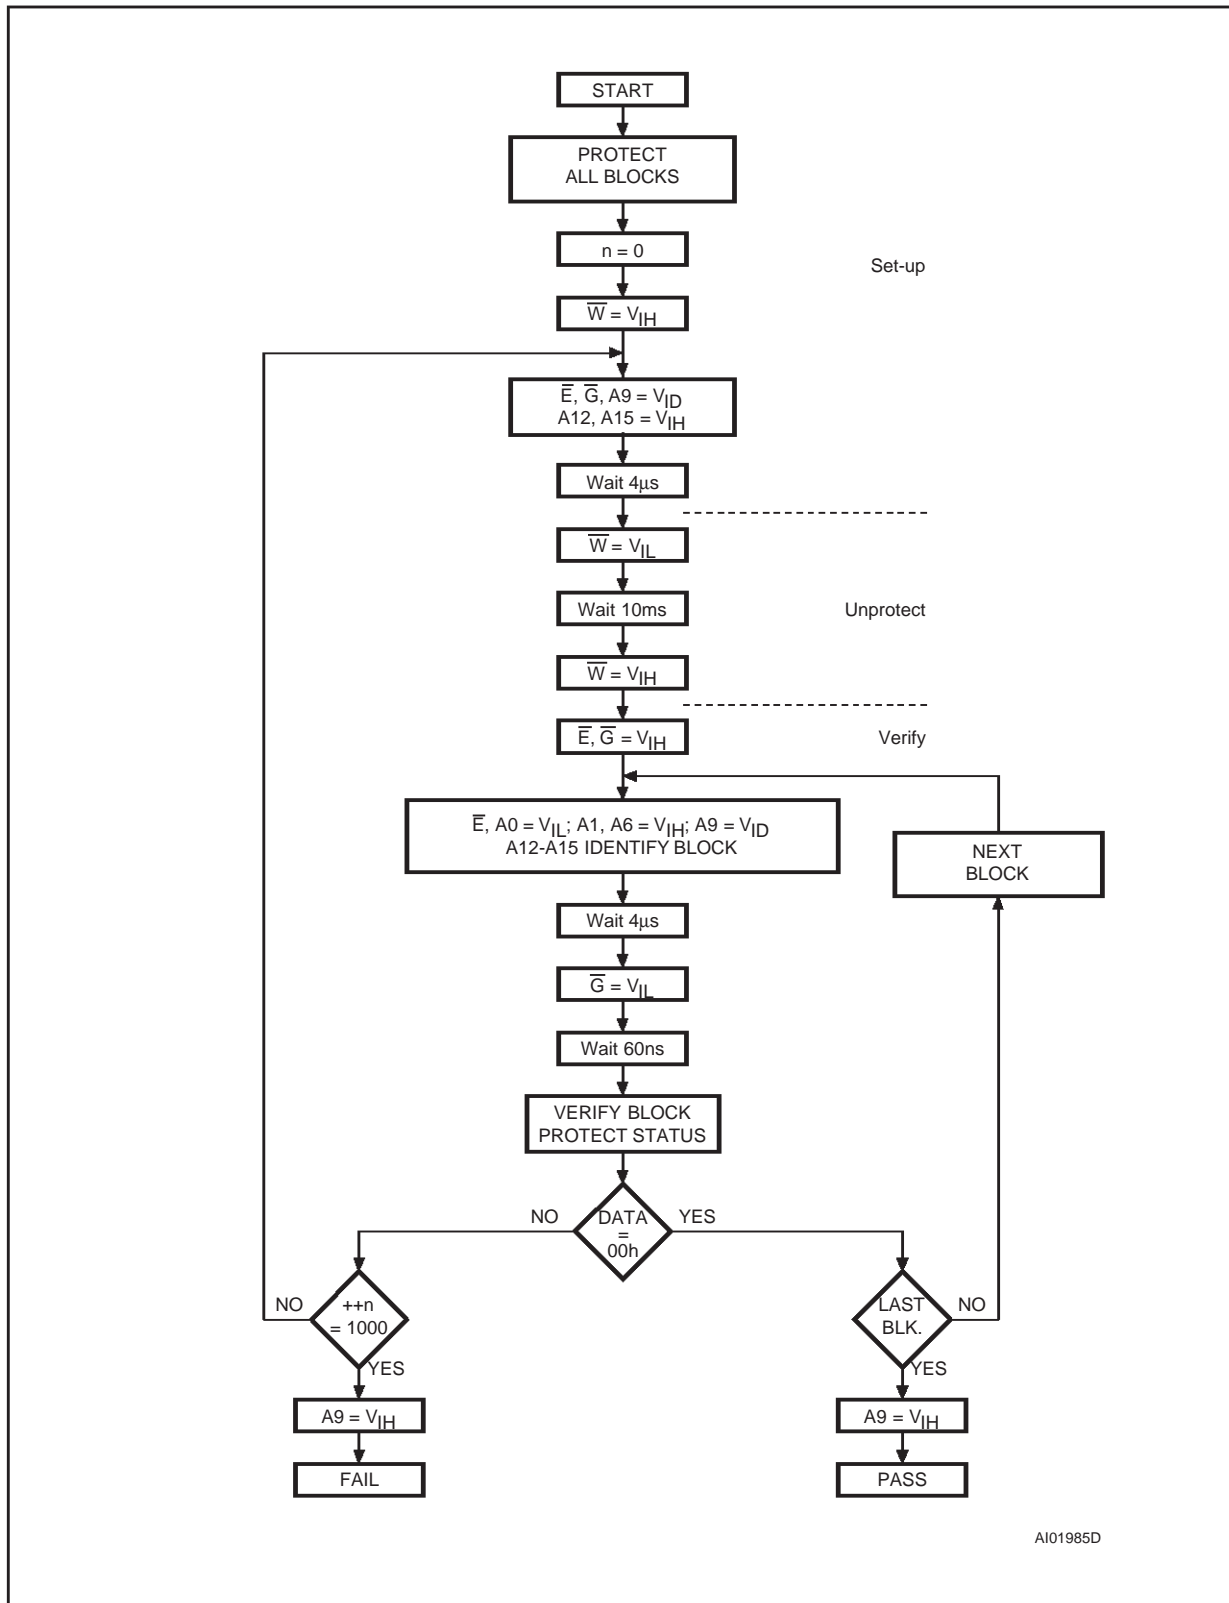 START
PROTECT
ALL BLOCKS
n = 0
Set-up
W̅ = VIH
E̅, G̅, A9 = VID
A12, A15 = VIH
Wait 4µs
W̅ = VIL
Wait 10ms
Unprotect
W̅ = VIH
E̅, G̅ = VIH
Verify
E̅, A0 = VIL; A1, A6 = VIH; A9 = VID
A12-A15 IDENTIFY BLOCK
NEXT
BLOCK
Wait 4µs
G̅ = VIL
Wait 60ns
VERIFY BLOCK
PROTECT STATUS
NO
DATA
=
00h
YES
NO
++n
= 1000
YES
LAST
BLK.
NO
YES
A9 = VIH
A9 = VIH
FAIL
PASS
AI01985D